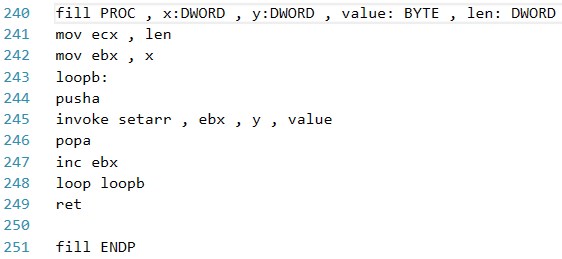 240 fill PROC , x:DWORD , y:DWORD , value: BYTE , len: DWORD
241 mov ecx , len
242 mov ebx , x
243 loopb:
244 pusha
245 invoke setarr , ebx , y , value
246 popa
247 inc ebx
248 loop loopb
249 ret
250
251 fill ENDP